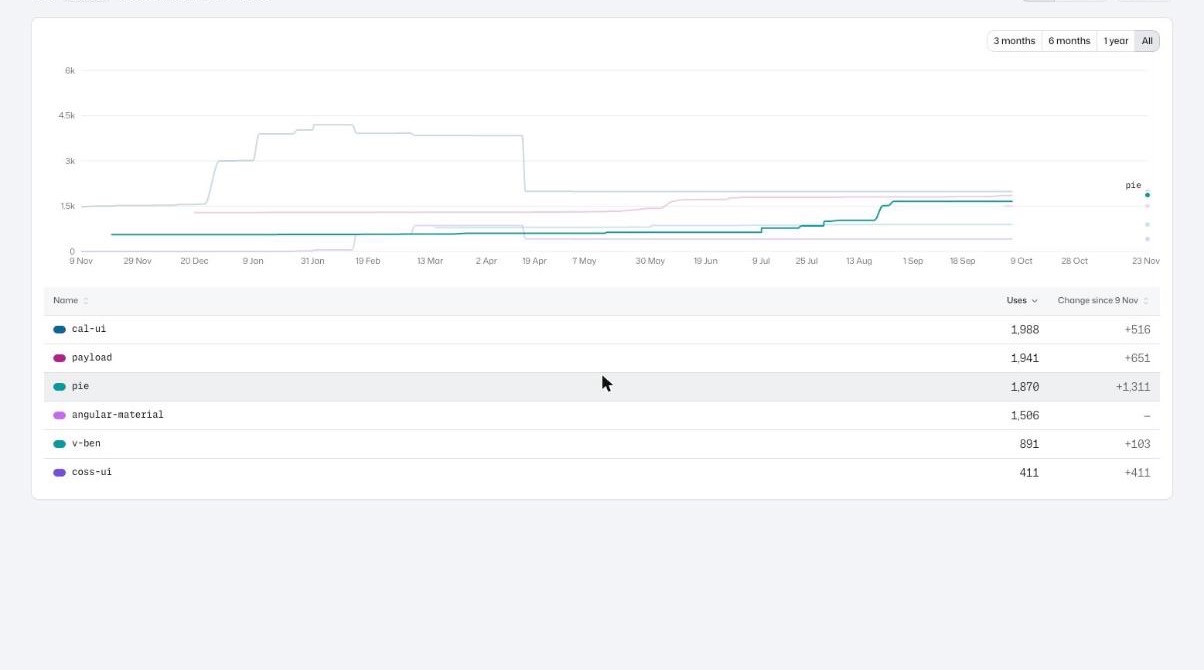 3 months 6 months 1 year All
6k
4.5k
3k
pie
1.5k
0
9 Nov 29 Nov 20 Dec 9 Jan 31 Jan 19 Feb 13 Mar 2 Apr 19 Apr 7 May 30 May 19 Jun 9 Jul 25 Jul 13 Aug 1 Sep 18 Sep 9 Oct 28 Oct 23 Nov
Name Uses Change since 9 Nov
cal-ui 1,988 +516
payload 1,941 +651
pie 1,870 +1,311
angular-material 1,506 –
v-ben 891 +103
coss-ui 411 +411